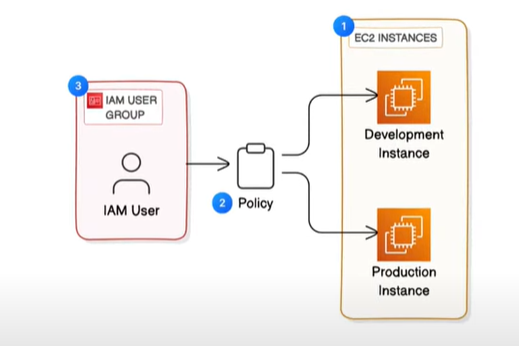 1
EC2 INSTANCES
3
IAM USER
GROUP
Development
Instance
IAM User
2
Policy
Production
Instance